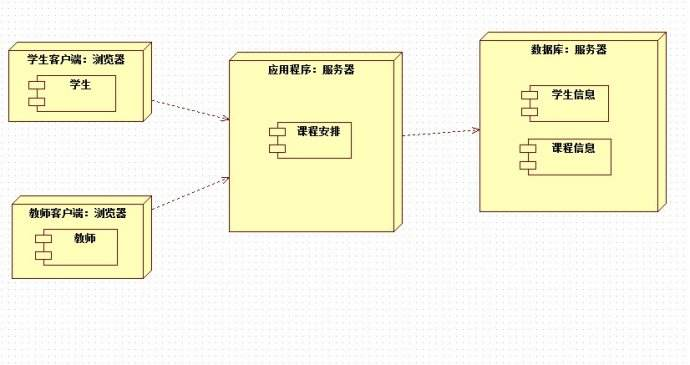 学生客户端：浏览器
学生
教师客户端：浏览器
教师
应用程序：服务器
课程安排
数据库：服务器
学生信息
课程信息